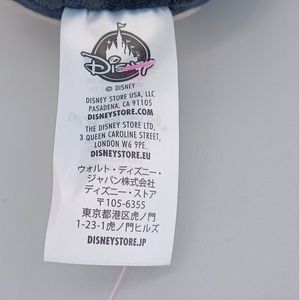 Disney
© DISNEY
DISNEY STORE USA, LLC
PASADENA, CA 91105
DISNEYSTORE.COM
THE DISNEY STORE LTD,
3 QUEEN CAROLINE STREET,
LONDON W6 9PE.
DISNEYSTORE.EU
ウォルト・ディズニー・
ジャパン株式会社
ディズニー・ストア
〒105-6355
東京都港区虎ノ門
1-23-1虎ノ門ヒルズ
DISNEYSTORE.JP